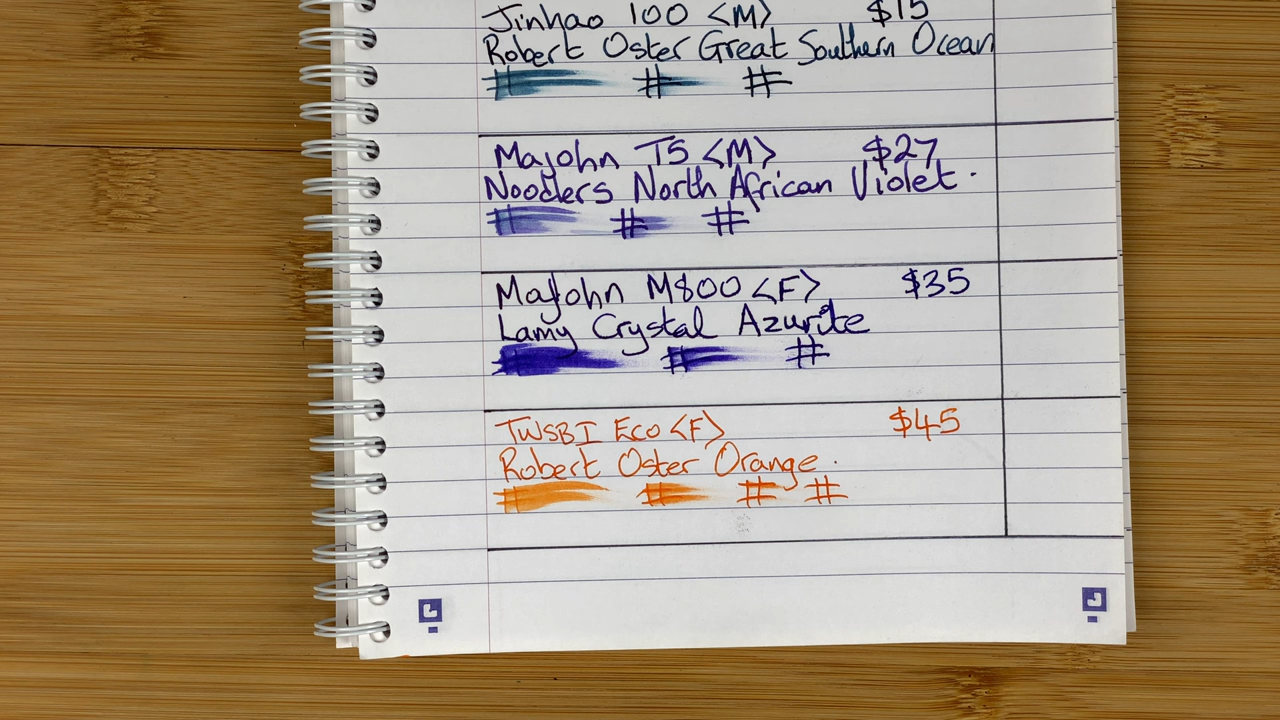 Jinhao 100 <M> $15
Robert Oster Great Southern Ocean
# # #
Majohn T5 <M> $27
Nooders North African Violet.
# # #
Majohn M800 <F> $35
Lamy Crystal Azurite
# # #
TWSBI Eco <F> $45
Robert Oster Orange.
# # # #